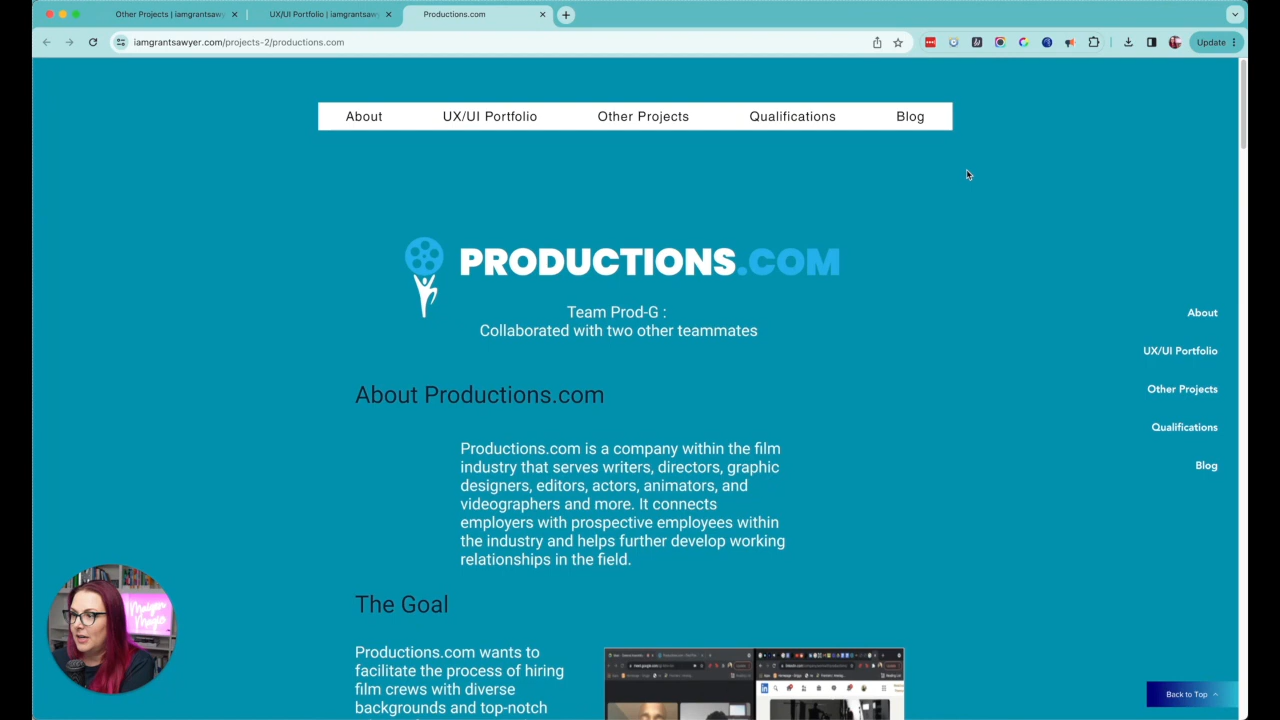 Other Projects | iamgrantsawy
UX/UI Portfolio | iamgrantsaw
Productions.com
iamgrantsawyer.com/projects-2/productions.com
Update
About
UX/UI Portfolio
Other Projects
Qualifications
Blog
PRODUCTIONS.COM
Team Prod-G :
Collaborated with two other teammates
About Productions.com
Productions.com is a company within the film
industry that serves writers, directors, graphic
designers, editors, actors, animators, and
videographers and more. It connects
employers with prospective employees within
the industry and helps further develop working
relationships in the field.
The Goal
Productions.com wants to
facilitate the process of hiring
film crews with diverse
backgrounds and top-notch
About
UX/UI Portfolio
Other Projects
Qualifications
Blog
Back to Top